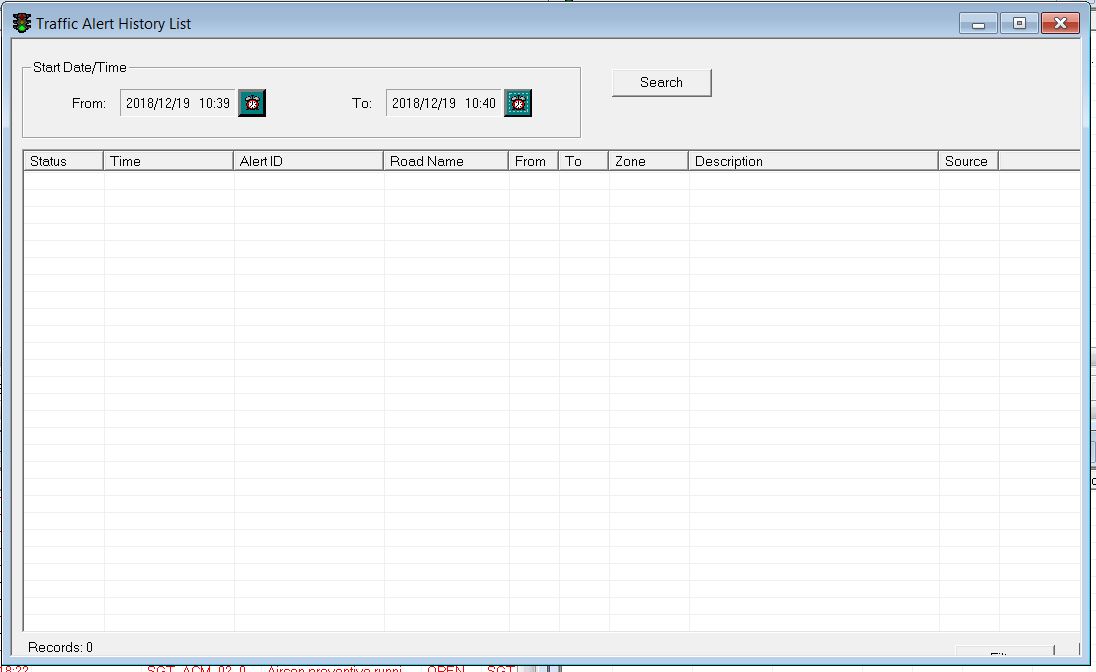 Traffic Alert History List
Start Date/Time
From: 2018/12/19 10:39 To: 2018/12/19 10:40 Search
Status Time Alert ID Road Name From To Zone Description Source
Records: 0
18:22 SGT_ACM_02_0 Aircon preventive runni OPEN SGT